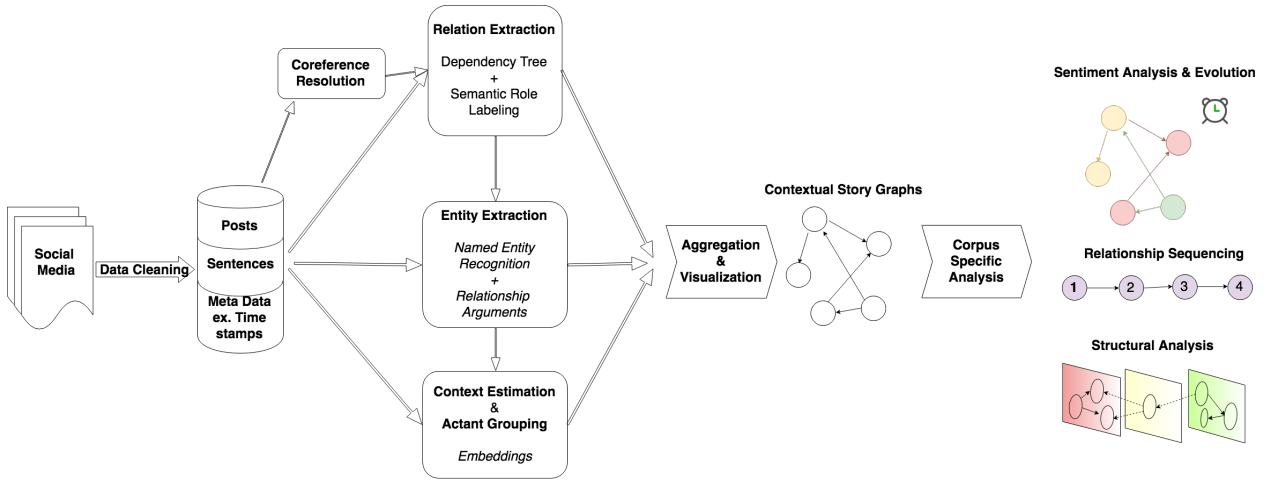 Social
Media
Data Cleaning
Posts
Sentences
Meta Data
ex. Time
stamps
Coreference
Resolution
Relation Extraction
Dependency Tree
+
Semantic Role
Labeling
Entity Extraction
Named Entity
Recognition
+
Relationship
Arguments
Context Estimation
&
Actant Grouping
Embeddings
Aggregation
&
Visualization
Contextual Story Graphs
Corpus
Specific
Analysis
Sentiment Analysis & Evolution
Relationship Sequencing
1 2 3 4
Structural Analysis